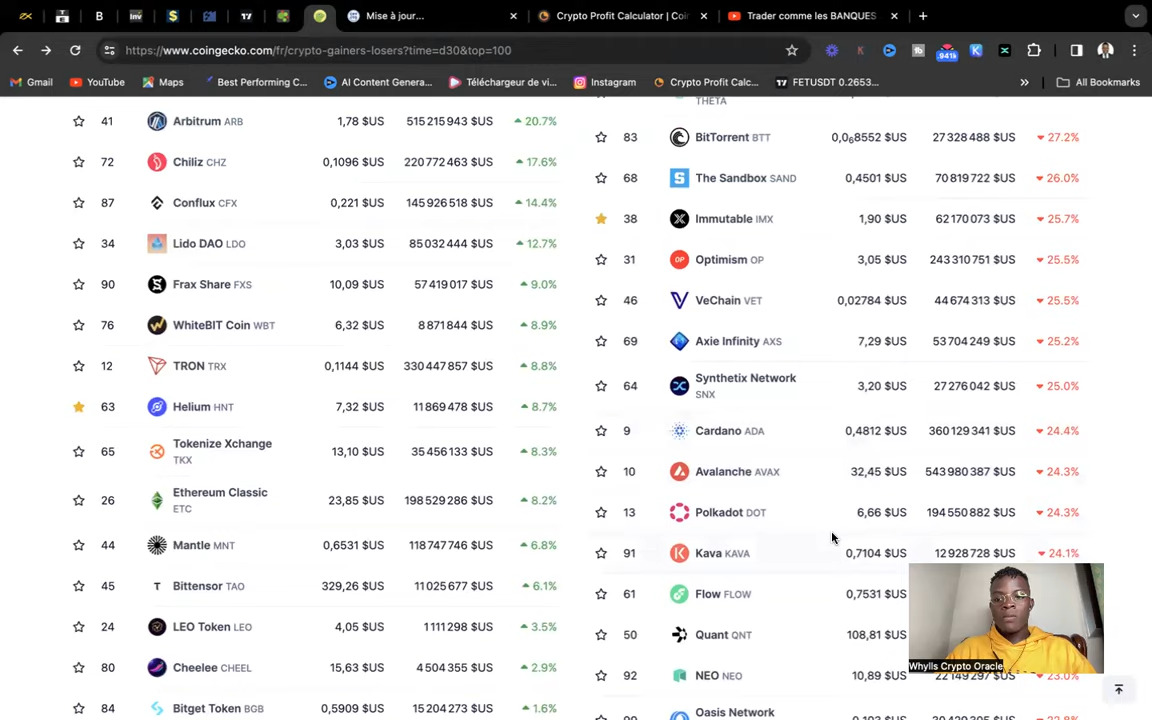 Mise à jour...
Crypto Profit Calculator | Coi
Trader comme les BANQUES
https://www.coingecko.com/fr/crypto-gainers-losers?time=d30&top=100
.941k
Gmail
YouTube
Maps
Best Performing C...
AI Content Genera...
Téléchargeur de vi...
Instagram
Crypto Profit Calc...
FETUSDT 0.2653...
»
All Bookmarks
41 Arbitrum ARB 1,78 $US 515 215 943 $US 20.7%
72 Chiliz CHZ 0,1096 $US 220 772 463 $US 17.6%
87 Conflux CFX 0,221 $US 145 926 518 $US 14.4%
34 Lido DAO LDO 3,03 $US 85 032 444 $US 12.7%
90 Frax Share FXS 10,09 $US 57 419 017 $US 9.0%
76 WhiteBIT Coin WBT 6,32 $US 8 871 844 $US 8.9%
12 TRON TRX 0,1144 $US 330 447 857 $US 8.8%
63 Helium HNT 7,32 $US 11 869 478 $US 8.7%
65 Tokenize Xchange TKX 13,10 $US 35 456 133 $US 8.3%
26 Ethereum Classic ETC 23,85 $US 198 529 286 $US 8.2%
44 Mantle MNT 0,6531 $US 118 747 746 $US 6.8%
45 Bittensor TAO 329,26 $US 11 025 677 $US 6.1%
24 LEO Token LEO 4,05 $US 1 111 298 $US 3.5%
80 Cheelee CHEEL 15,63 $US 4 504 355 $US 2.9%
84 Bitget Token BGB 0,5909 $US 15 204 273 $US 1.6%
THETA
83 BitTorrent BTT 0,0₆8552 $US 27 328 488 $US 27.2%
68 The Sandbox SAND 0,4501 $US 70 819 722 $US 26.0%
38 Immutable IMX 1,90 $US 62 170 073 $US 25.7%
31 Optimism OP 3,05 $US 243 310 751 $US 25.5%
46 VeChain VET 0,02784 $US 44 674 313 $US 25.5%
69 Axie Infinity AXS 7,29 $US 53 704 249 $US 25.2%
64 Synthetix Network SNX 3,20 $US 27 276 042 $US 25.0%
9 Cardano ADA 0,4812 $US 360 129 341 $US 24.4%
10 Avalanche AVAX 32,45 $US 543 980 387 $US 24.3%
13 Polkadot DOT 6,66 $US 194 550 882 $US 24.3%
91 Kava KAVA 0,7104 $US 12 928 728 $US 24.1%
61 Flow FLOW 0,7531 $US
50 Quant QNT 108,81 $US
92 NEO NEO 10,89 $US 22 149 297 $US 23.0%
Oasis Network
Whylls Crypto Oracle